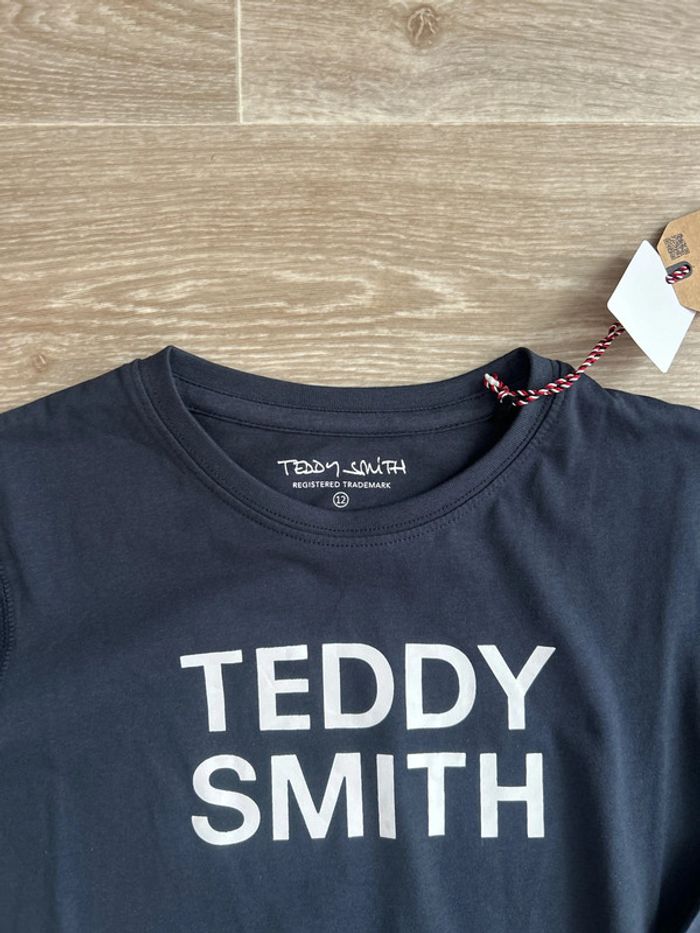 TEDDY SMITH
REGISTERED TRADEMARK
12
TEDDY
SMITH